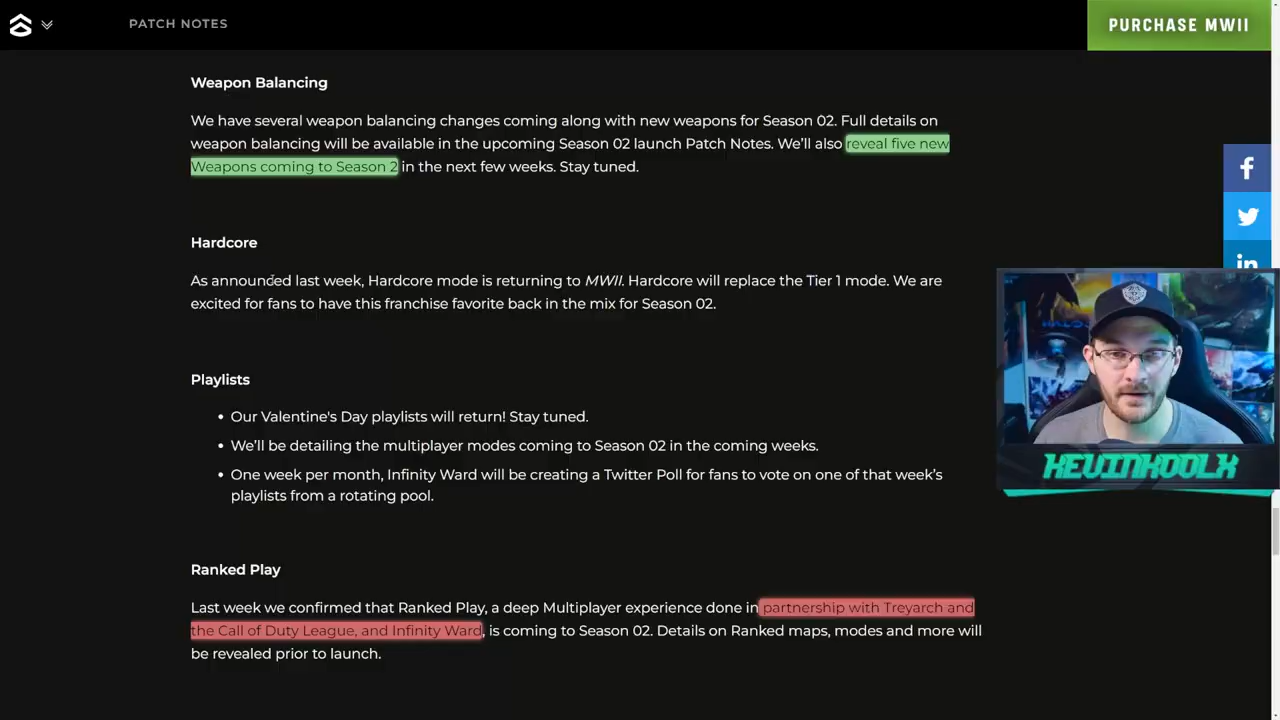 PATCH NOTES
PURCHASE MWII
Weapon Balancing
We have several weapon balancing changes coming along with new weapons for Season 02. Full details on
weapon balancing will be available in the upcoming Season 02 launch Patch Notes. We'll also reveal five new
Weapons coming to Season 2 in the next few weeks. Stay tuned.
Hardcore
As announced last week, Hardcore mode is returning to MWII. Hardcore will replace the Tier 1 mode. We are
excited for fans to have this franchise favorite back in the mix for Season 02.
Playlists
• Our Valentine's Day playlists will return! Stay tuned.
• We'll be detailing the multiplayer modes coming to Season 02 in the coming weeks.
• One week per month, Infinity Ward will be creating a Twitter Poll for fans to vote on one of that week's
playlists from a rotating pool.
Ranked Play
Last week we confirmed that Ranked Play, a deep Multiplayer experience done in partnership with Treyarch and
the Call of Duty League, and Infinity Ward, is coming to Season 02. Details on Ranked maps, modes and more will
be revealed prior to launch.
f
in
KEVINKOOLX